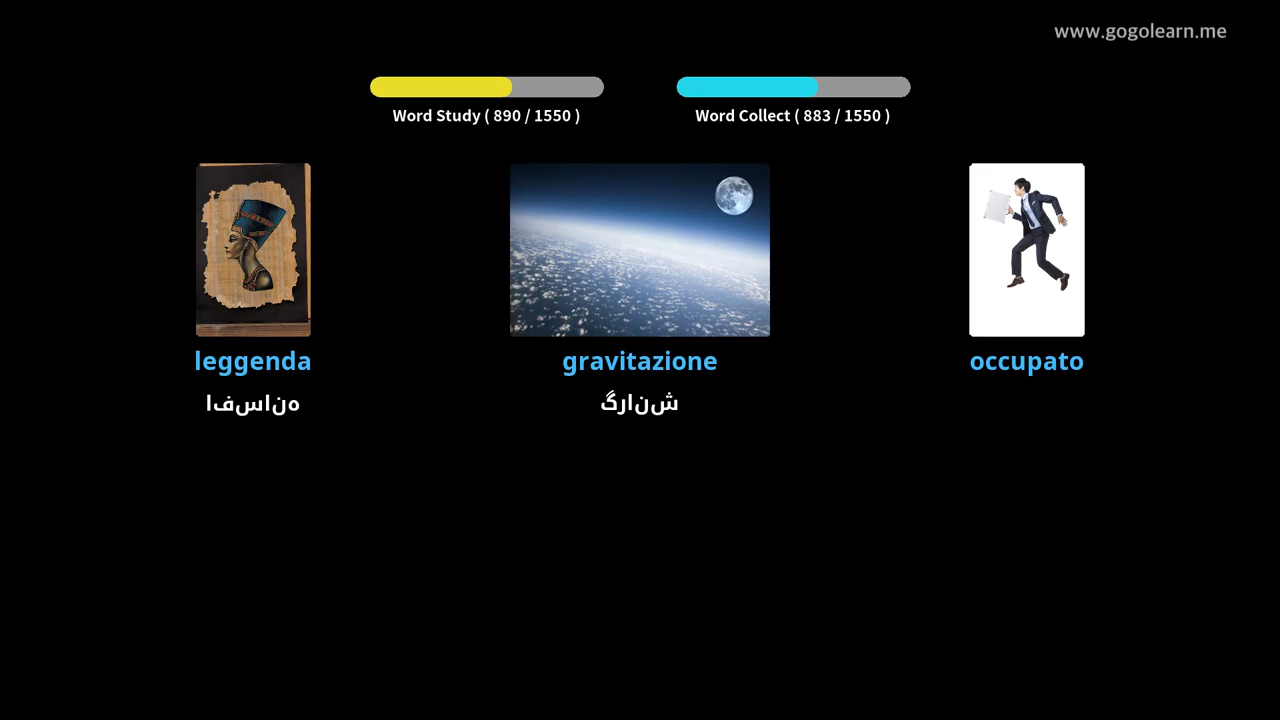 www.gogolearn.me
Word Study ( 890 / 1550 )
Word Collect ( 883 / 1550 )
leggenda
gravitazione
occupato
افسانه
گرانش